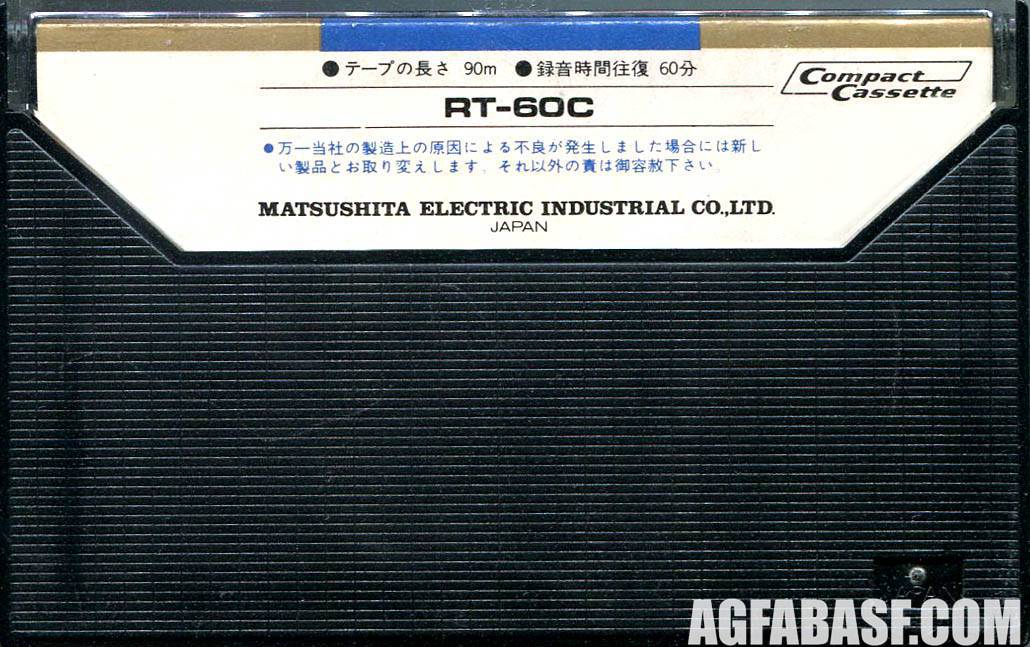 ●テープの長さ 90m ●録音時間往復 60分
Compact
Cassette
RT-60C
●万一当社の製造上の原因による不良が発生しました場合には新し
い製品とお取り変えします。それ以外の責は御容赦下さい。
MATSUSHITA ELECTRIC INDUSTRIAL CO.,LTD.
JAPAN
JAPAN
AGFABASF.COM